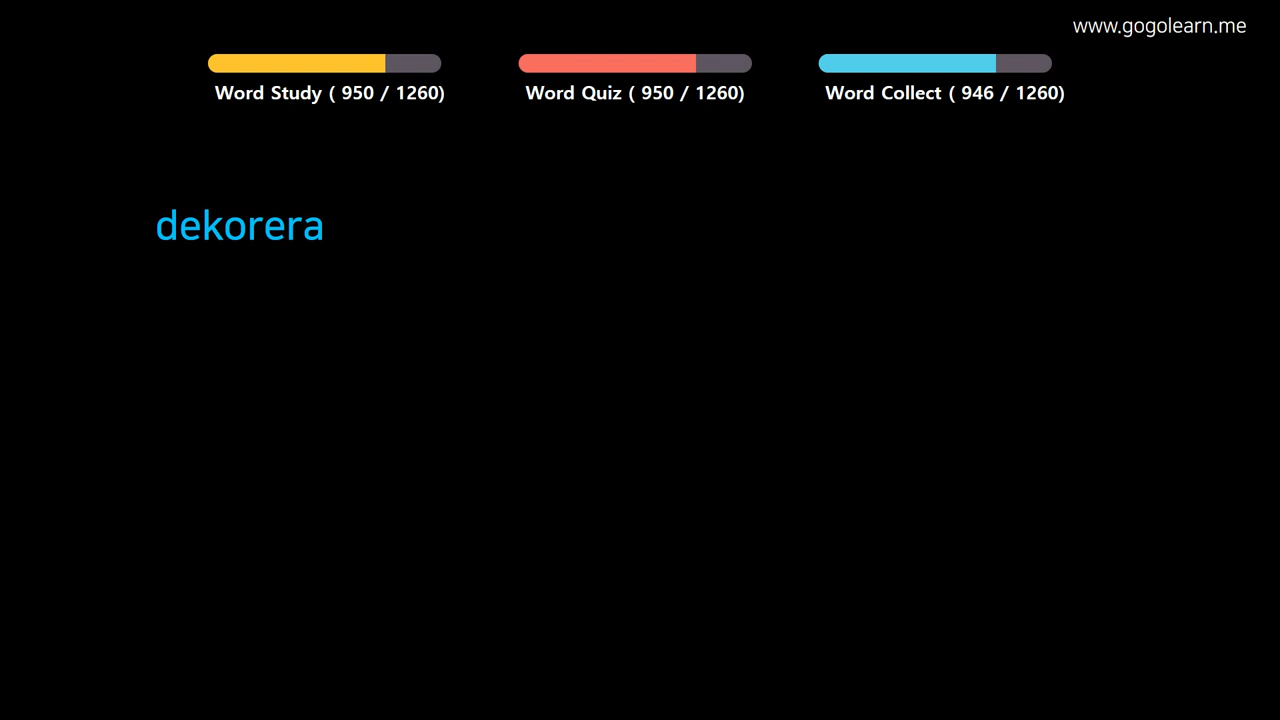 www.gogolearn.me
Word Study ( 950 / 1260)
Word Quiz ( 950 / 1260)
Word Collect ( 946 / 1260)
dekorera